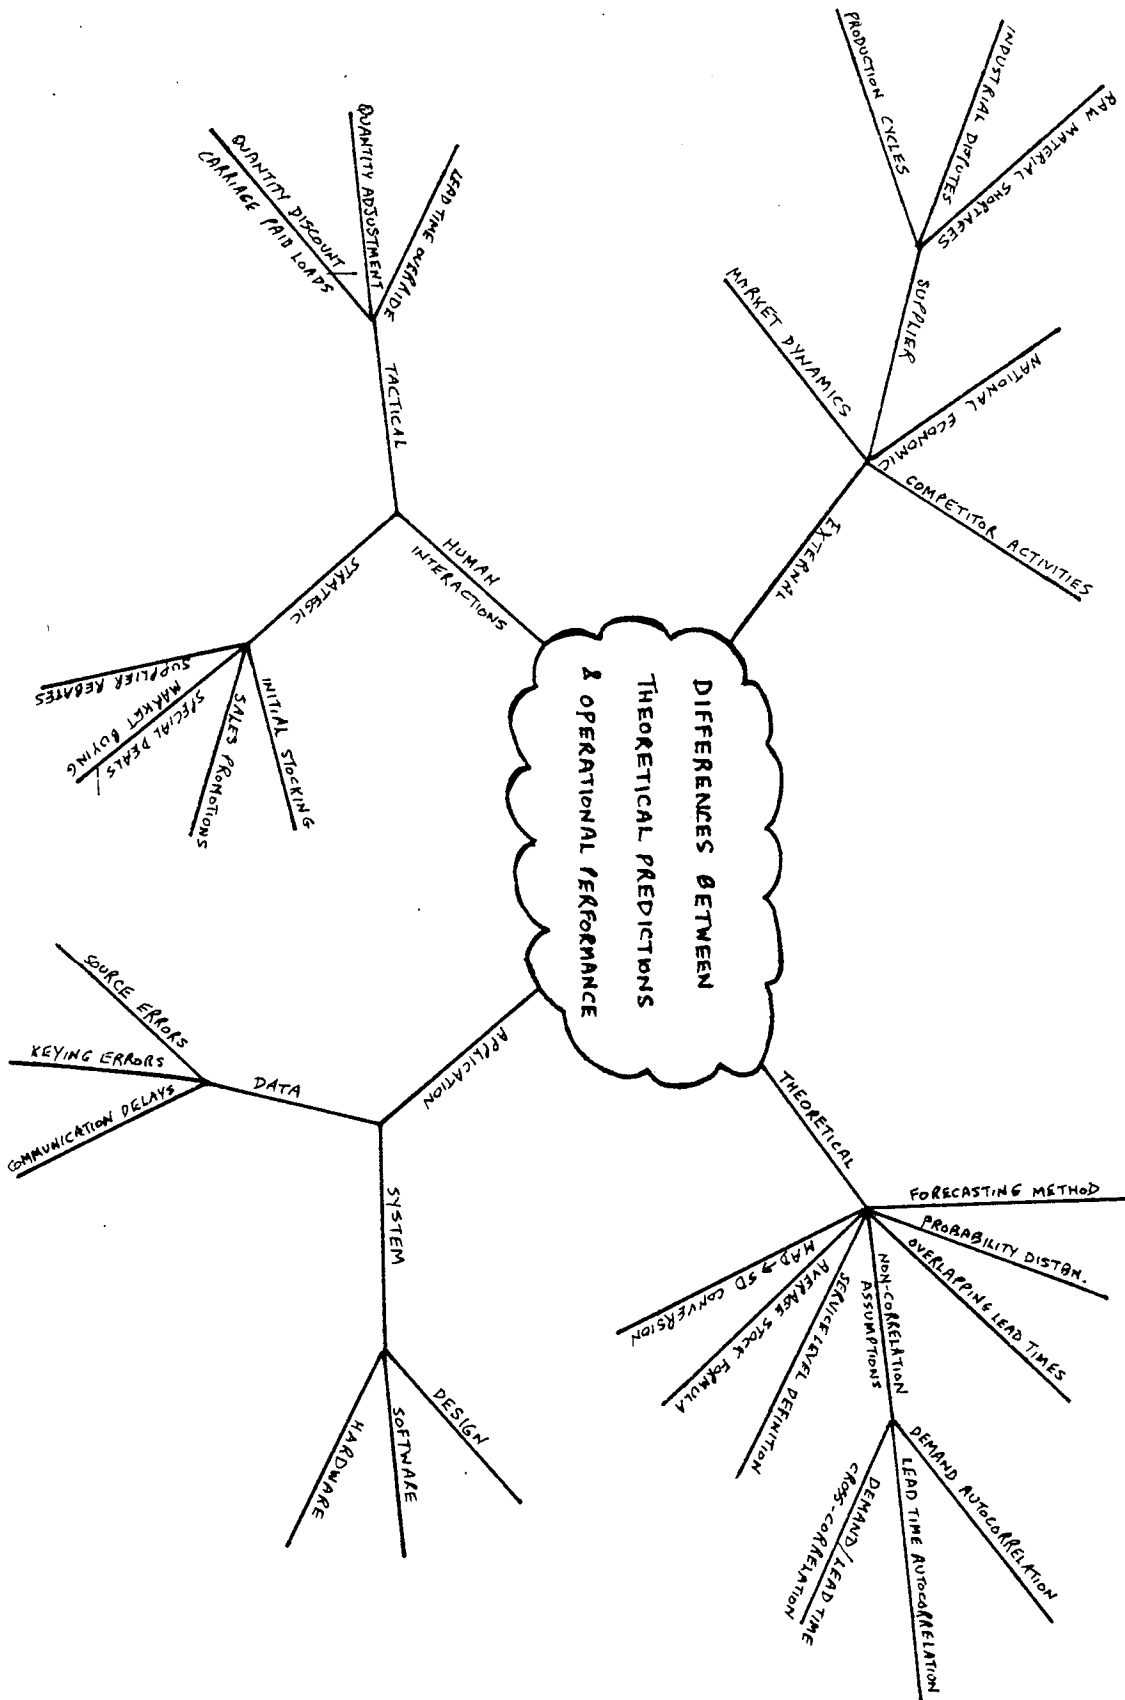 DIFFERENCES BETWEEN
THEORETICAL PREDICTIONS
& OPERATIONAL PERFORMANCE
EXTERNAL
SUPPLIER
PRODUCTION CYCLES
INDUSTRIAL DISPUTES
RAW MATERIAL SHORTAGES
MARKET DYNAMICS
NATIONAL ECONOMIC
COMPETITOR ACTIVITIES
THEORETICAL
FORECASTING METHOD
PROBABILITY DISTBN.
OVERLAPPING LEAD TIMES
NON-CORRELATION
ASSUMPTIONS
DEMAND AUTOCORRELATION
LEAD TIME AUTOCORRELATION
DEMAND/LEAD TIME
CROSS-CORRELATION
SERVICE LEVEL DEFINITION
AVERAGE STOCK FORMULA
MAD → SD CONVERSION
HUMAN
INTERACTIONS
TACTICAL
LEAD TIME OVERRIDE
QUANTITY ADJUSTMENT
QUANTITY DISCOUNT/
CARRIAGE PAID LOADS
STRATEGIC
INITIAL STOCKING
SALES PROMOTIONS
SPECIAL DEALS/
MARKET BUYING
SUPPLIER REBATES
APPLICATION
DATA
SOURCE ERRORS
KEYING ERRORS
COMMUNICATION DELAYS
SYSTEM
DESIGN
SOFTWARE
HARDWARE